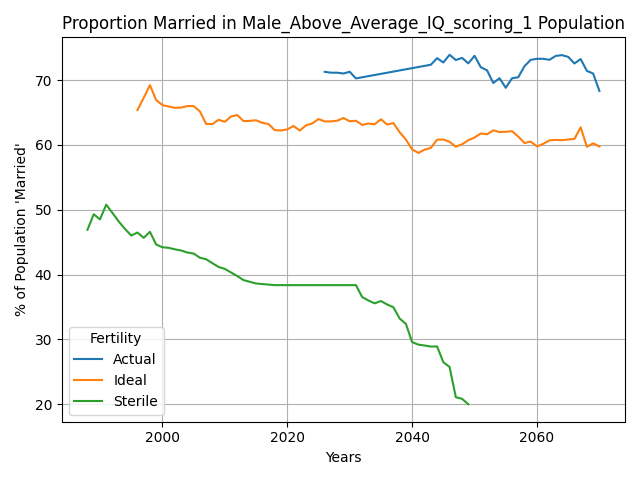 Proportion Married in Male_Above_Average_IQ_scoring_1 Population
% of Population 'Married'
70
60
50
40
30
20
Fertility
Actual
Ideal
Sterile
2000
2020
2040
2060
Years